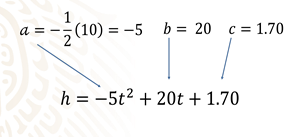 a = −1/2(10) = −5   b = 20   c = 1.70
h = −5t² + 20t + 1.70